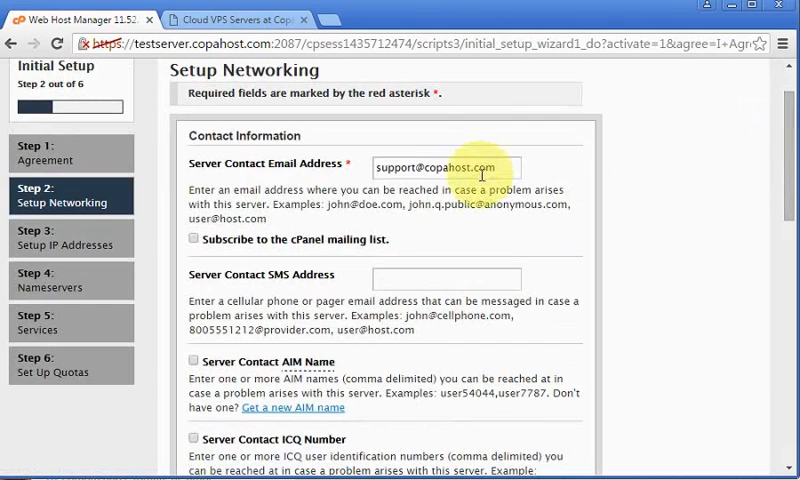 Web Host Manager 11.52.
Cloud VPS Servers at Copa
https://testserver.copahost.com:2087/cpsess1435712474/scripts3/initial_setup_wizard1_do?activate=1&agree=I+Agre
Initial Setup
Step 2 out of 6
Step 1:
Agreement
Step 2:
Setup Networking
Step 3:
Setup IP Addresses
Step 4:
Nameservers
Step 5:
Services
Step 6:
Set Up Quotas
Setup Networking
Required fields are marked by the red asterisk *.
Contact Information
Server Contact Email Address *
support@copahost.com
Enter an email address where you can be reached in case a problem arises
with this server. Examples: john@doe.com, john.q.public@anonymous.com,
user@host.com
Subscribe to the cPanel mailing list.
Server Contact SMS Address
Enter a cellular phone or pager email address that can be messaged in case a
problem arises with this server. Examples: john@cellphone.com,
8005551212@provider.com, user@host.com
Server Contact AIM Name
Enter one or more AIM names (comma delimited) you can be reached at in
case a problem arises with this server. Examples: user54044,user7787. Don't
have one? Get a new AIM name
Server Contact ICQ Number
Enter one or more ICQ user identification numbers (comma delimited) you
can be reached at in case a problem arises with this server. Example: